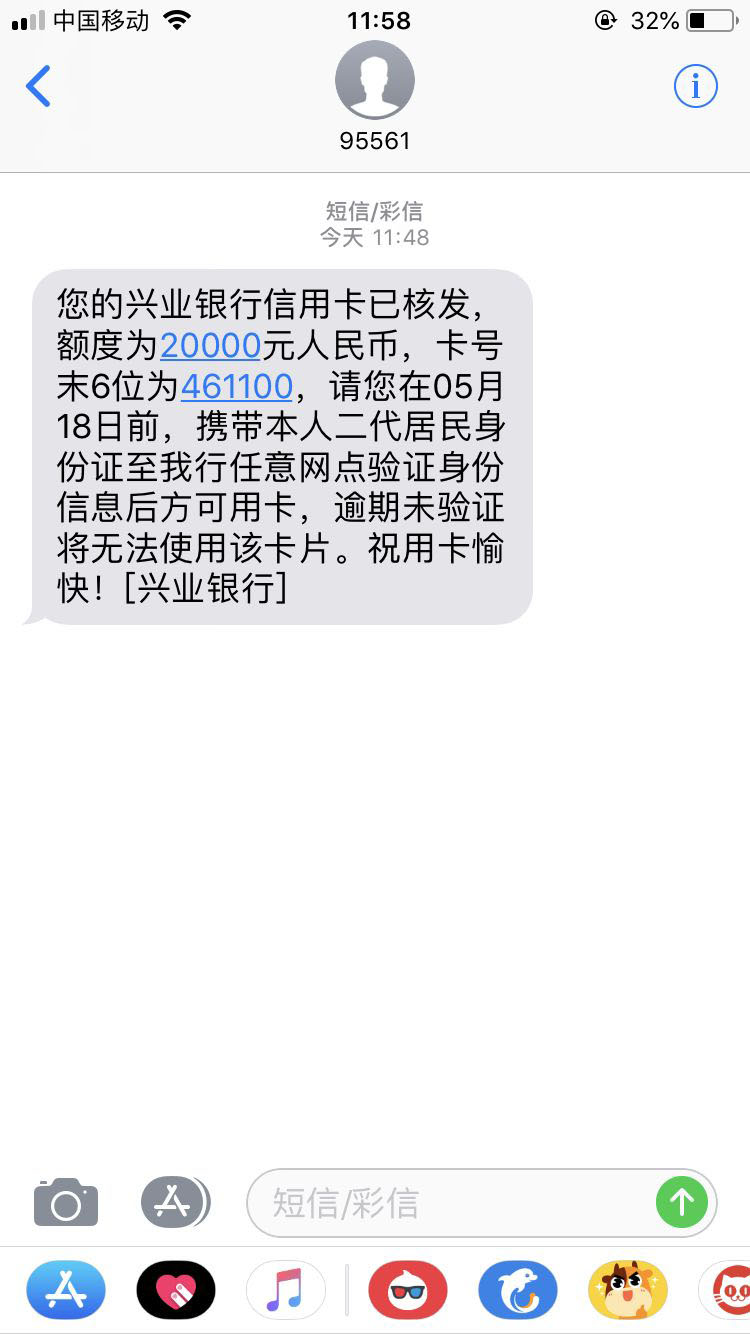 中国移动
11:58
32%
95561
短信/彩信
今天 11:48
您的兴业银行信用卡已核发，
额度为20000元人民币，卡号
末6位为461100，请您在05月
18日前，携带本人二代居民身
份证至我行任意网点验证身份
信息后方可用卡，逾期未验证
将无法使用该卡片。祝用卡愉
快！[兴业银行]
短信/彩信